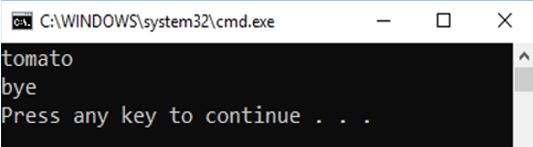 C:\WINDOWS\system32\cmd.exe
tomato
bye
Press any key to continue . . .